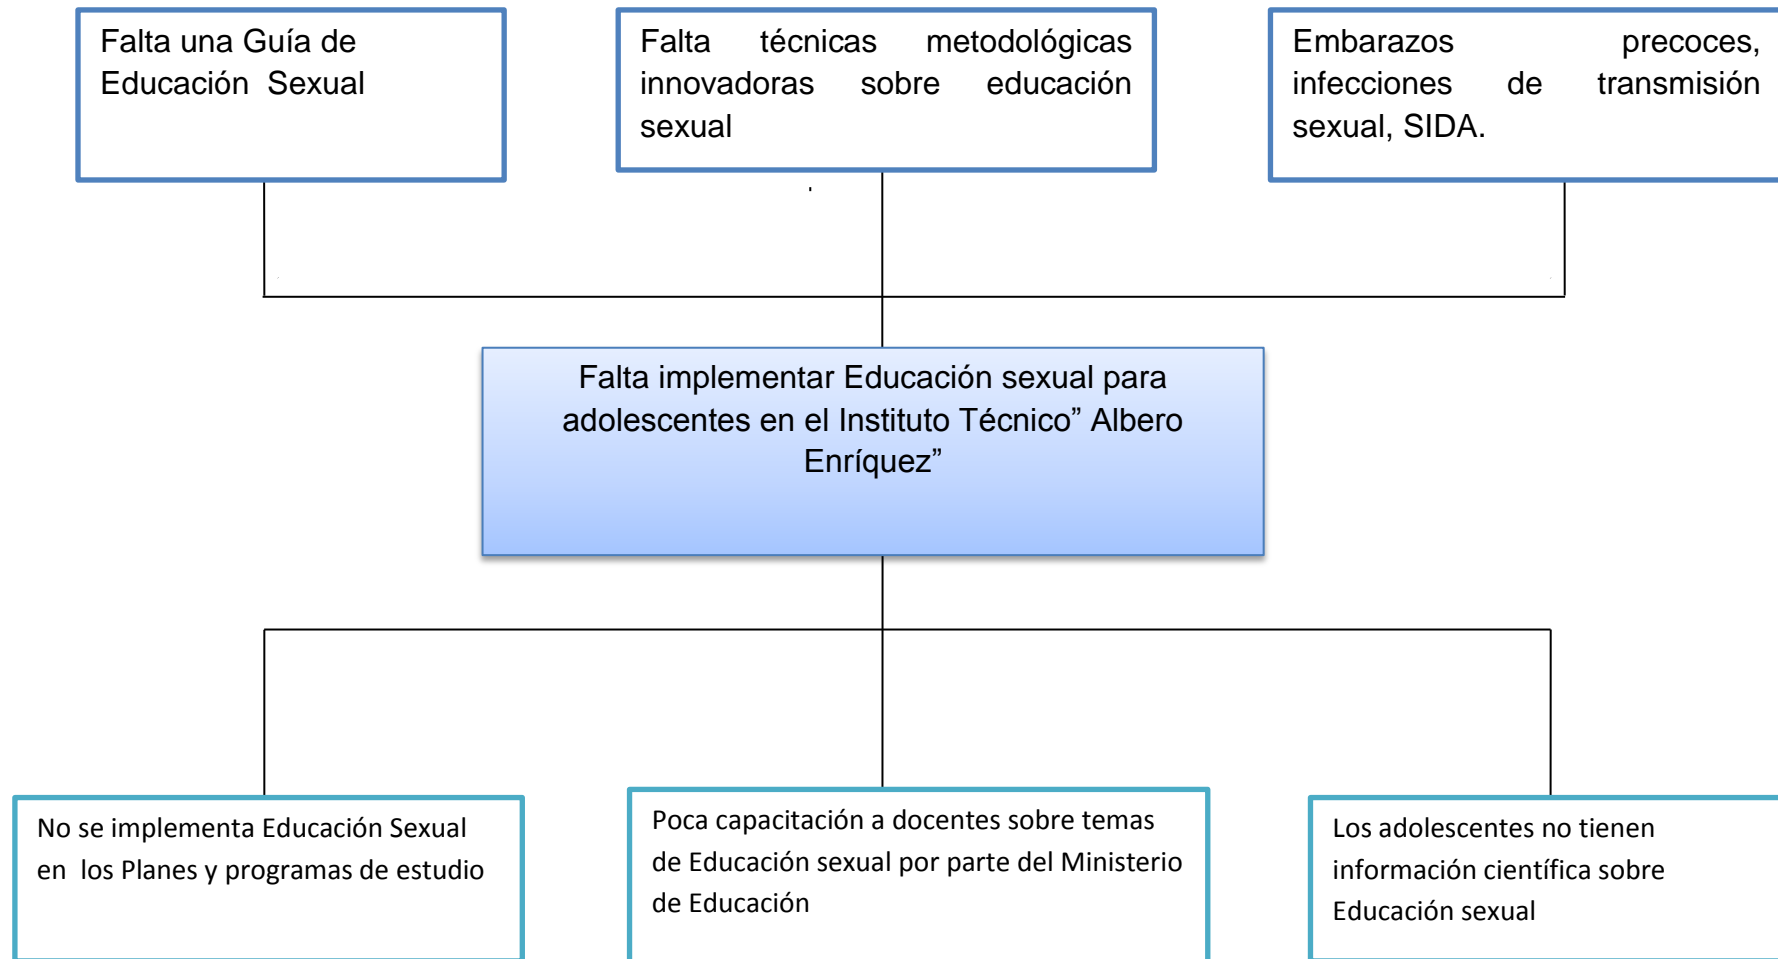 Falta una Guía de
Educación Sexual
Falta técnicas metodológicas
innovadoras sobre educación
sexual
Embarazos precoces,
infecciones de transmisión
sexual, SIDA.
Falta implementar Educación sexual para
adolescentes en el Instituto Técnico” Albero
Enríquez”
No se implementa Educación Sexual
en los Planes y programas de estudio
Poca capacitación a docentes sobre temas
de Educación sexual por parte del Ministerio
de Educación
Los adolescentes no tienen
información científica sobre
Educación sexual